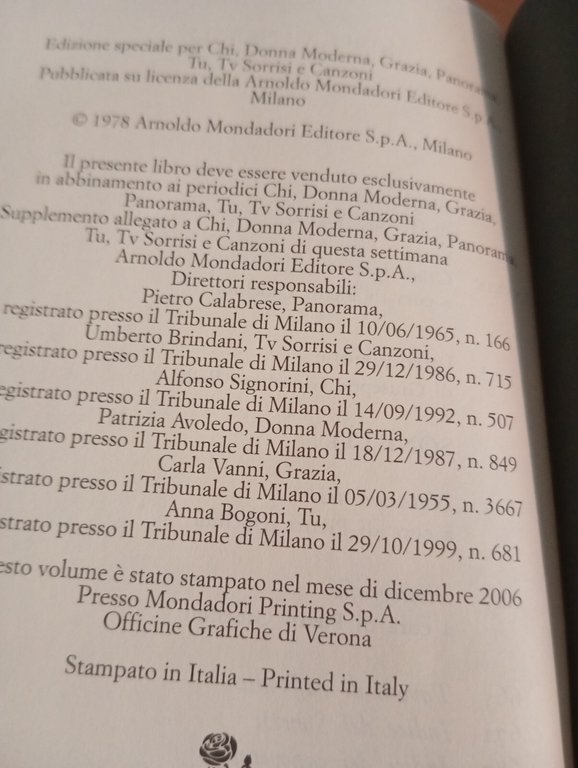 Edizione speciale per Chi, Donna Moderna, Grazia, Panorama,
Tu, Tv Sorrisi e Canzoni
Pubblicata su licenza della Arnoldo Mondadori Editore S.p.A.
Milano
© 1978 Arnoldo Mondadori Editore S.p.A., Milano
Il presente libro deve essere venduto esclusivamente
in abbinamento ai periodici Chi, Donna Moderna, Grazia,
Panorama, Tu, Tv Sorrisi e Canzoni
Supplemento allegato a Chi, Donna Moderna, Grazia, Panorama
Tu, Tv Sorrisi e Canzoni di questa settimana
Arnoldo Mondadori Editore S.p.A.,
Direttori responsabili:
Pietro Calabrese, Panorama,
registrato presso il Tribunale di Milano il 10/06/1965, n. 166
Umberto Brindani, Tv Sorrisi e Canzoni,
registrato presso il Tribunale di Milano il 29/12/1986, n. 715
Alfonso Signorini, Chi,
egistrato presso il Tribunale di Milano il 14/09/1992, n. 507
Patrizia Avoledo, Donna Moderna,
gistrato presso il Tribunale di Milano il 18/12/1987, n. 849
Carla Vanni, Grazia,
istrato presso il Tribunale di Milano il 05/03/1955, n. 3667
Anna Bogoni, Tu,
strato presso il Tribunale di Milano il 29/10/1999, n. 681
esto volume è stato stampato nel mese di dicembre 2006
Presso Mondadori Printing S.p.A.
Officine Grafiche di Verona
Stampato in Italia – Printed in Italy